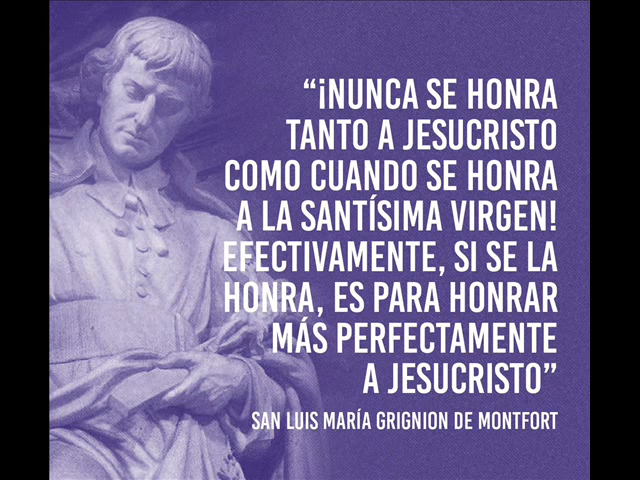 “¡NUNCA SE HONRA
TANTO A JESUCRISTO
COMO CUANDO SE HONRA
A LA SANTÍSIMA VIRGEN!
EFECTIVAMENTE, SI SE LA
HONRA, ES PARA HONRAR
MÁS PERFECTAMENTE
A JESUCRISTO”
SAN LUIS MARÍA GRIGNION DE MONTFORT